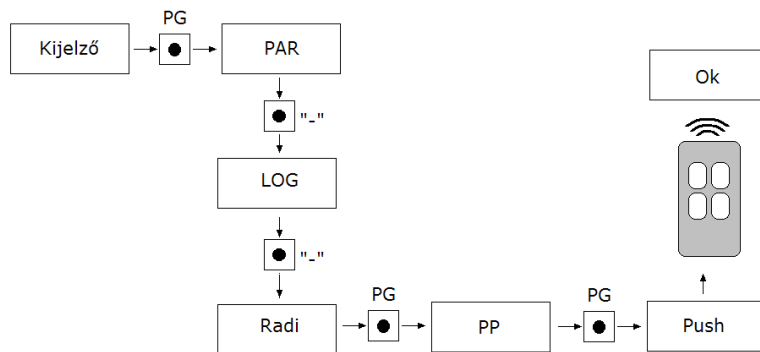 PG
Kijelző
PAR
"-"
LOG
"-"
Radi
PG
PP
PG
Push
Ok